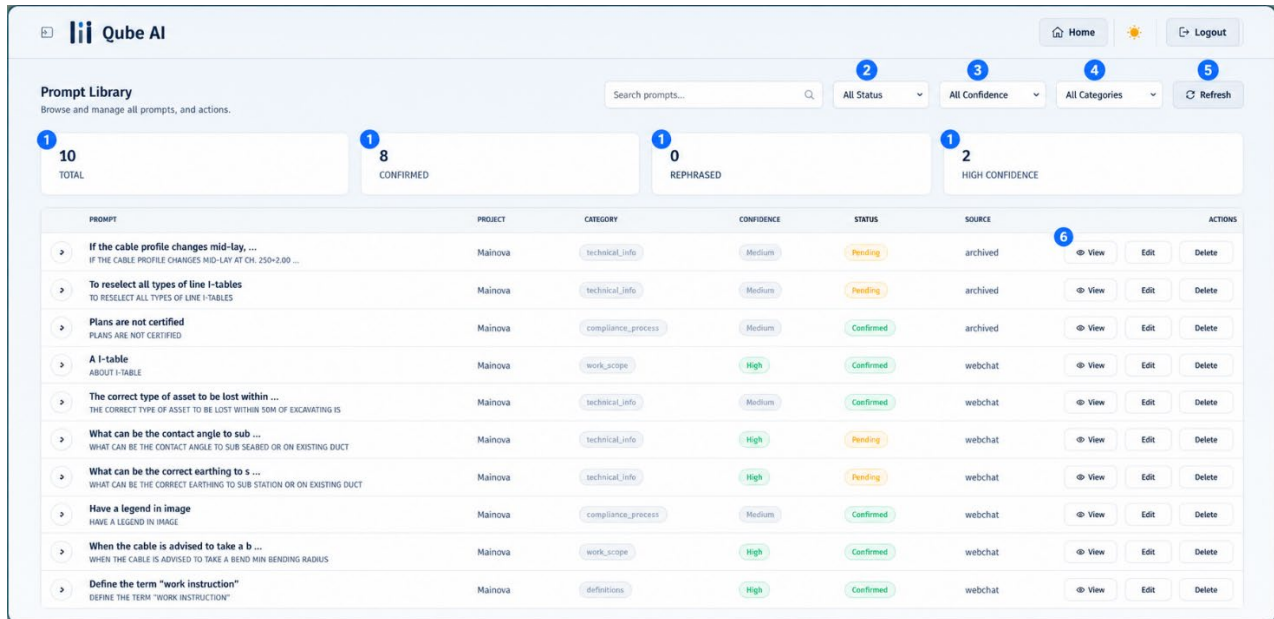 Qube AI
Home
Logout
2
3
4
5
Prompt Library
Browse and manage all prompts, and actions.
Search prompts...
All Status
All Confidence
All Categories
Refresh
1
10
TOTAL
1
8
CONFIRMED
1
0
REPHRASED
1
2
HIGH CONFIDENCE
PROMPT PROJECT CATEGORY CONFIDENCE STATUS SOURCE ACTIONS
6
If the cable profile changes mid-lay, ...
IF THE CABLE PROFILE CHANGES MID-LAY AT CH. 250+2.00 ...
Mainova technical_info Medium Pending archived View Edit Delete
To reselect all types of line I-tables
TO RESELECT ALL TYPES OF LINE I-TABLES
Mainova technical_info Medium Pending archived View Edit Delete
Plans are not certified
PLANS ARE NOT CERTIFIED
Mainova compliance_process Medium Confirmed archived View Edit Delete
A I-table
ABOUT I-TABLE
Mainova work_scope High Confirmed webchat View Edit Delete
The correct type of asset to be lost within ...
THE CORRECT TYPE OF ASSET TO BE LOST WITHIN 50M OF EXCAVATING IS
Mainova technical_info Medium Confirmed webchat View Edit Delete
What can be the contact angle to sub ...
WHAT CAN BE THE CONTACT ANGLE TO SUB SEABED OR ON EXISTING DUCT
Mainova technical_info High Pending webchat View Edit Delete
What can be the correct earthing to s ...
WHAT CAN BE THE CORRECT EARTHING TO SUB STATION OR ON EXISTING DUCT
Mainova technical_info High Pending webchat View Edit Delete
Have a legend in image
HAVE A LEGEND IN IMAGE
Mainova compliance_process Medium Confirmed webchat View Edit Delete
When the cable is advised to take a b ...
WHEN THE CABLE IS ADVISED TO TAKE A BEND MIN BENDING RADIUS
Mainova work_scope High Confirmed webchat View Edit Delete
Define the term "work instruction"
DEFINE THE TERM "WORK INSTRUCTION"
Mainova definitions High Confirmed webchat View Edit Delete